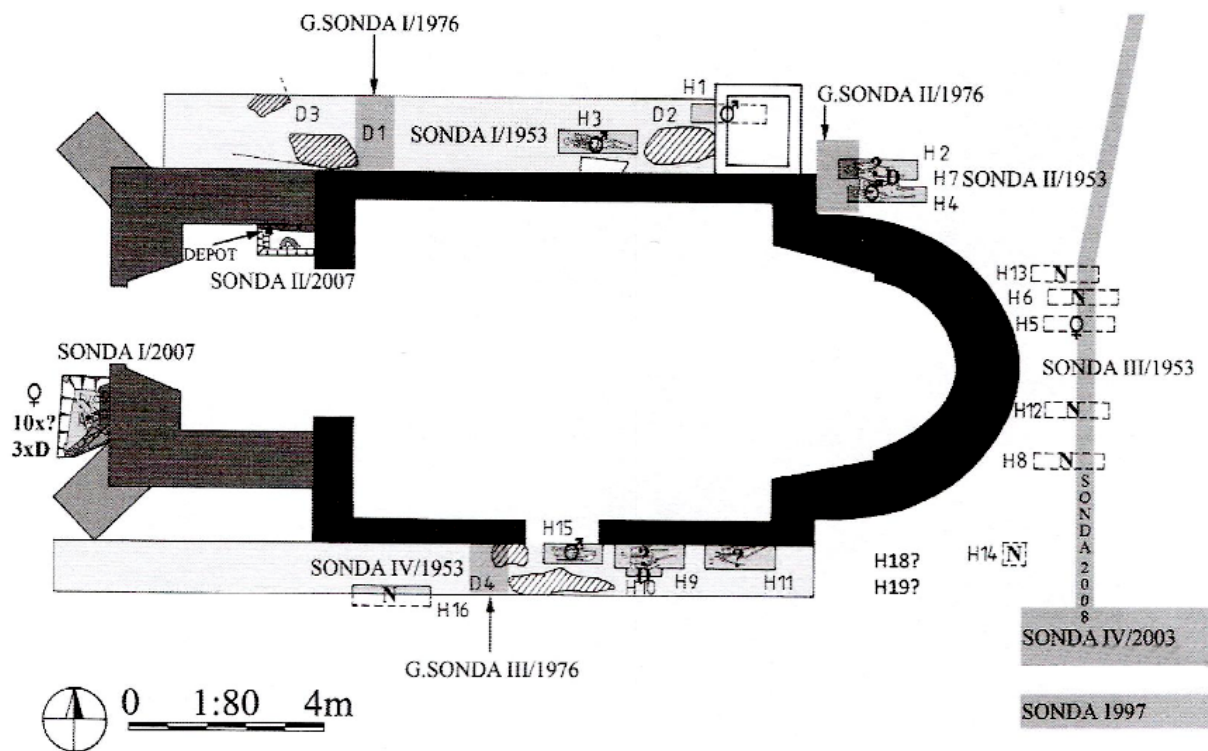 G.SONDA I/1976
H1
G.SONDA II/1976
D3
D1
SONDA I/1953
H3
♂
D2
♂
?
D
♂
H2
H7
H4
SONDA II/1953
DEPOT
SONDA II/2007
H13
N
H6
N
H5
♀
SONDA I/2007
♀
10x?
3xD
SONDA III/1953
H12
N
H8
N
SONDA 2008
H15
♂
?
D
?
SONDA IV/1953
N
H16
D4
H10
H9
H11
H18?
H19?
H14
N
SONDA IV/2003
G.SONDA III/1976
SONDA 1997
0 1:80 4m